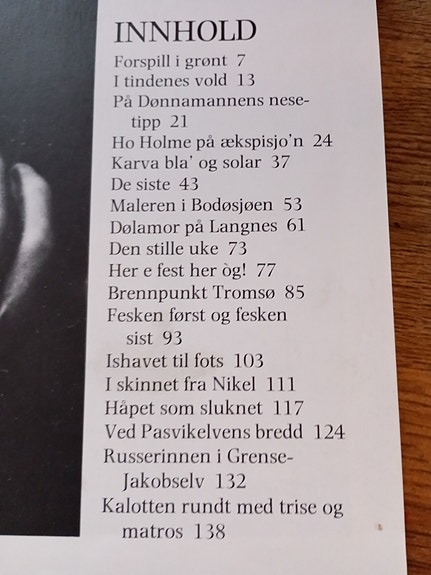 INNHOLD
Forspill i grønt 7
I tindenes vold 13
På Dønnamannens nese-
tipp 21
Ho Holme på ækspisjo'n 24
Karva bla' og solar 37
De siste 43
Maleren i Bodøsjøen 53
Dølamor på Langnes 61
Den stille uke 73
Her e fest her òg! 77
Brennpunkt Tromsø 85
Fesken først og fesken
sist 93
Ishavet til fots 103
I skinnet fra Nikel 111
Håpet som sluknet 117
Ved Pasvikelvens bredd 124
Russerinnen i Grense-
Jakobselv 132
Kalotten rundt med trise og
matros 138